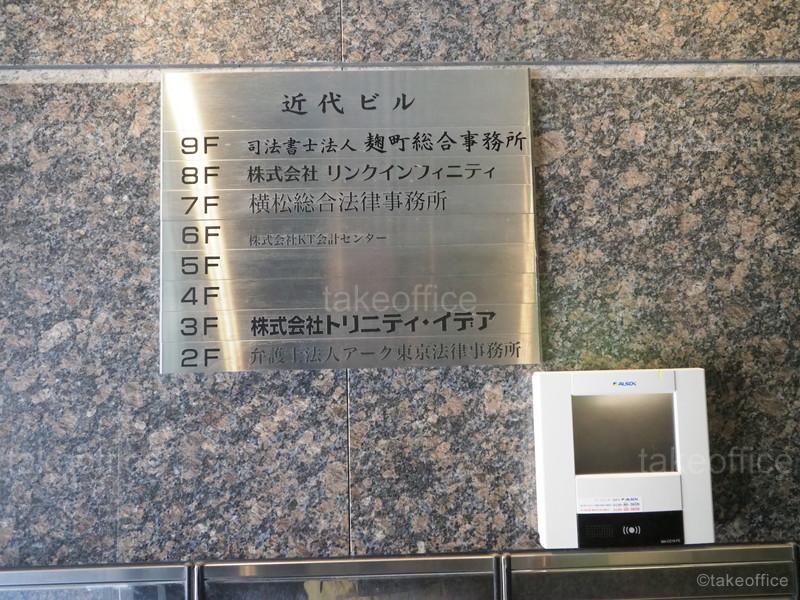 近代ビル
9F 司法書士法人 麹町総合事務所
8F 株式会社 リンクインフィニティ
7F 横松総合法律事務所
6F 株式会社KT会計センター
5F
4F
3F 株式会社トリニティ・イデア
2F 弁護士法人アーク東京法律事務所
takeoffice
ALSOK
takeoffice
takeoffice
ALSOK
©takeoffice